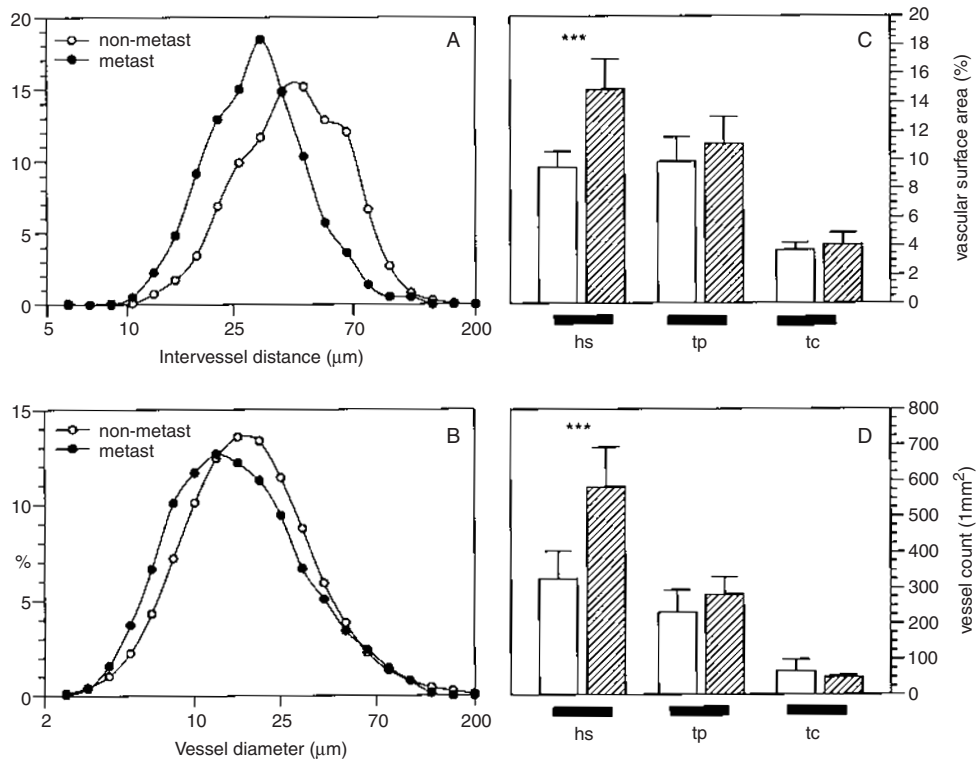 20
non-metast
metast
A
15
10
5
0
5
10
25
70
200
Intervessel distance (μm)
***
C
20
18
16
14
12
10
8
6
4
2
0
vascular surface area (%)
hs
tp
tc
15
non-metast
metast
B
10
%
5
0
2
10
25
70
200
Vessel diameter (μm)
***
D
800
700
600
500
400
300
200
100
0
vessel count (1mm²)
hs
tp
tc